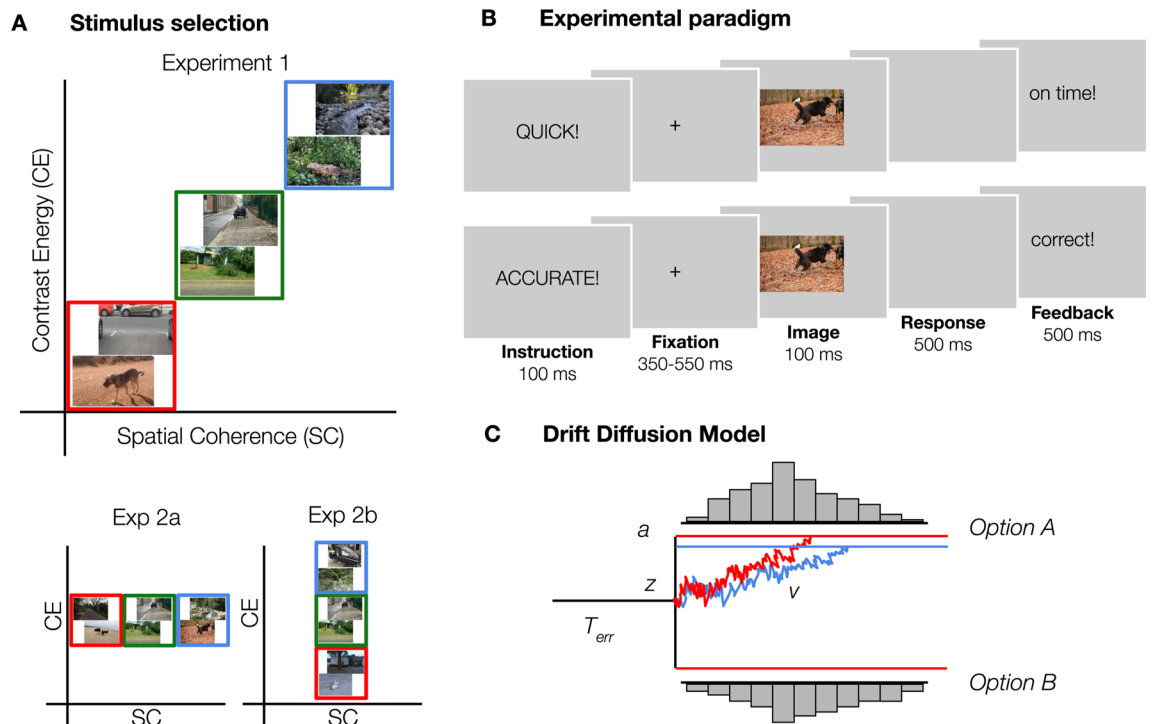 A Stimulus selection
Experiment 1
Contrast Energy (CE)
Spatial Coherence (SC)
Exp 2a
CE
SC
Exp 2b
CE
SC
B Experimental paradigm
QUICK!
+
on time!
ACCURATE!
+
correct!
Instruction
100 ms
Fixation
350-550 ms
Image
100 ms
Response
500 ms
Feedback
500 ms
C Drift Diffusion Model
a
Option A
z
v
Terr
Option B